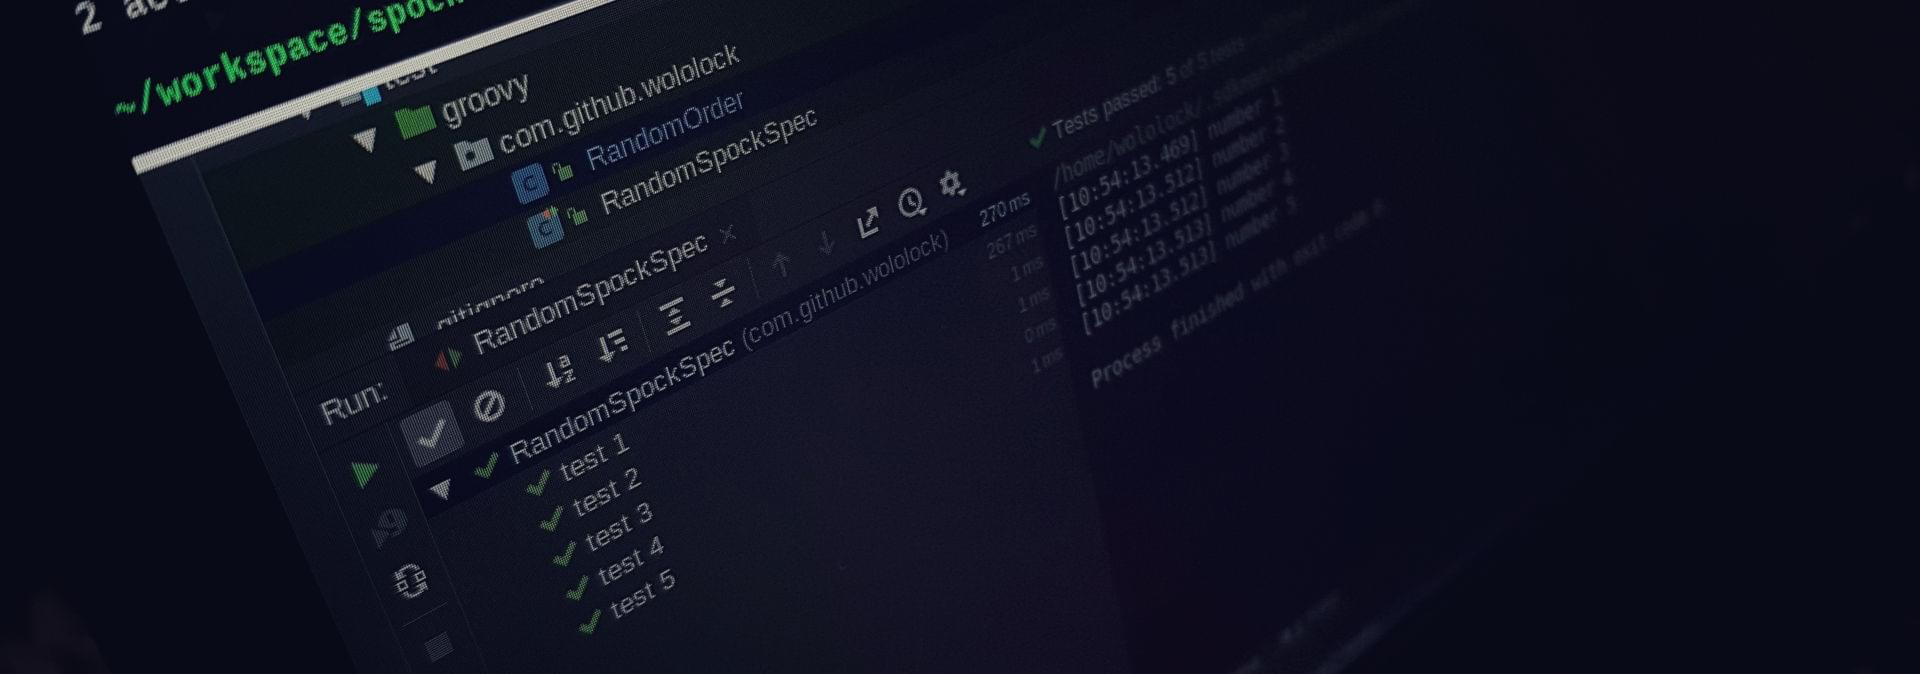 2 ac
~/workspace/spock
test
groovy
com.github.wololock
RandomOrder
RandomSpockSpec
.gitignore
Run:
RandomSpockSpec
RandomSpockSpec (com.github.wololock)
270 ms
test 1
267 ms
test 2
1 ms
test 3
1 ms
test 4
0 ms
test 5
1 ms
Tests passed: 5 of 5 tests
/home/wololock/.sdkman/
[10:54:13.469] number 1
[10:54:13.512] number 2
[10:54:13.512] number 3
[10:54:13.513] number 4
[10:54:13.513] number 5
Process finished with exit code 0